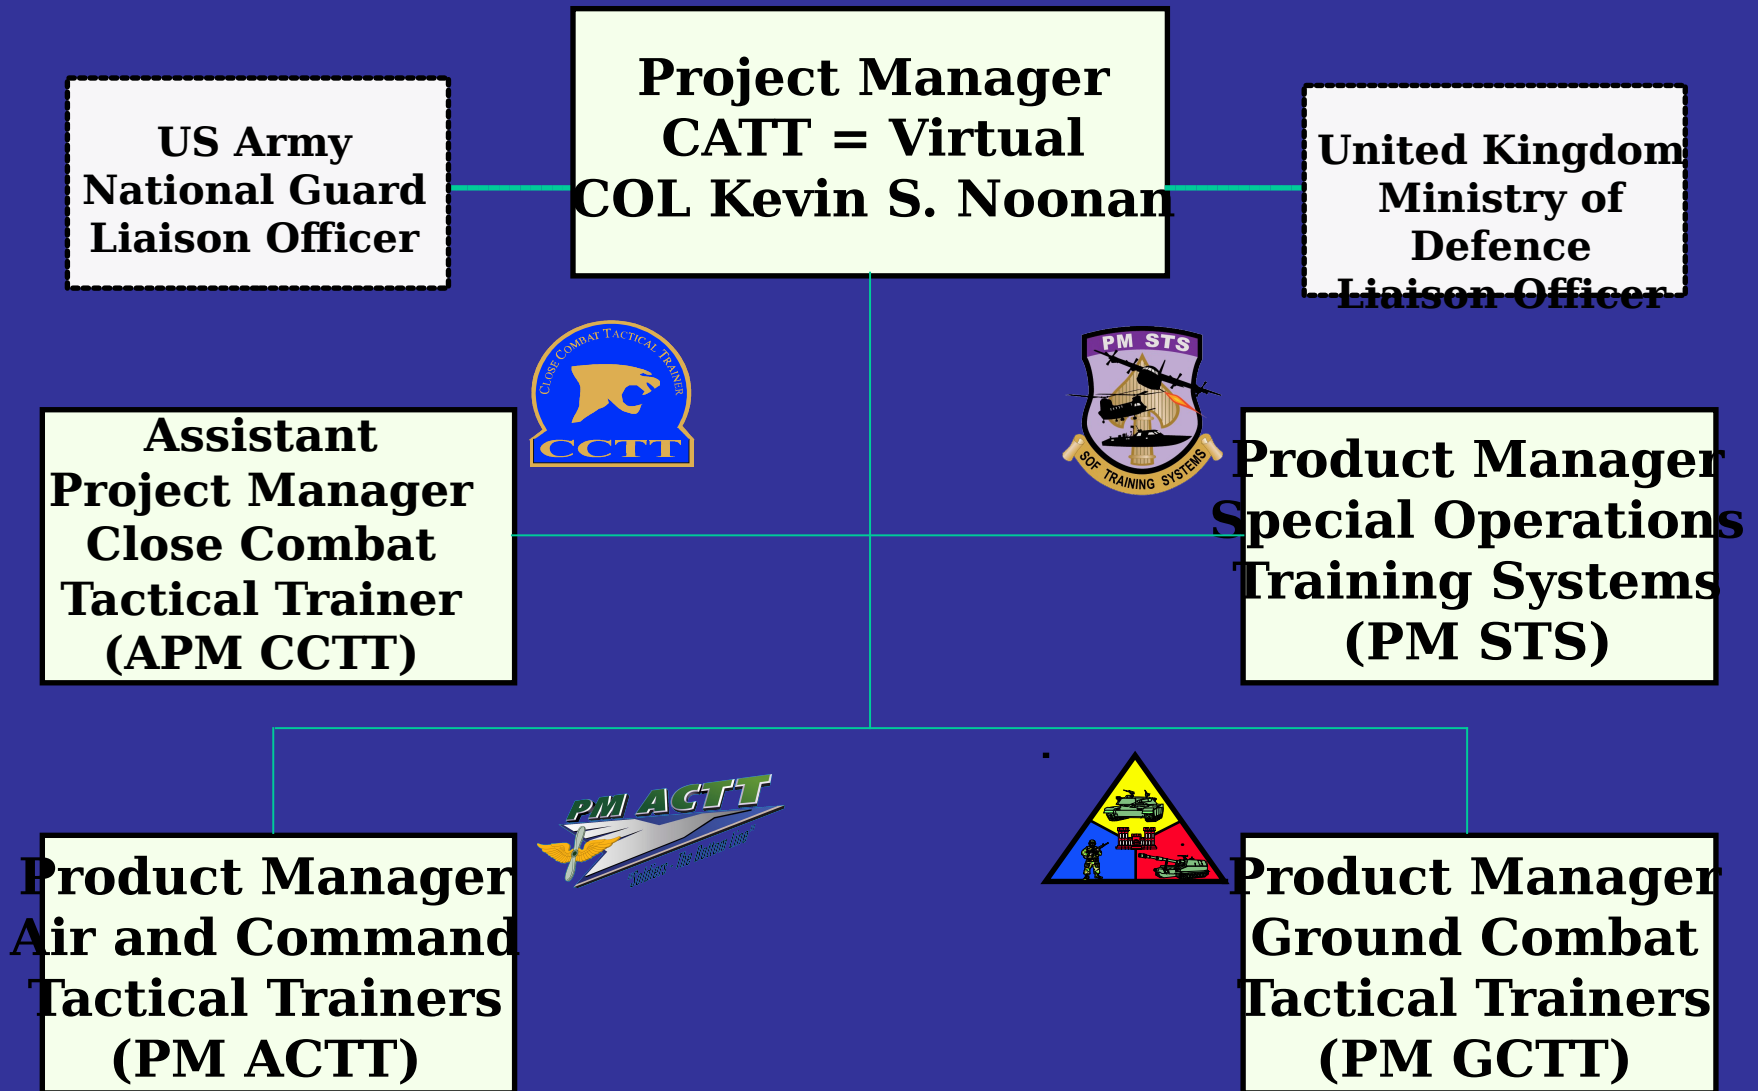 Project Manager
CATT = Virtual
COL Kevin S. Noonan
US Army
National Guard
Liaison Officer
United Kingdom
Ministry of
Defence
Liaison Officer
CLOSE COMBAT TACTICAL TRAINER
CCTT
PM STS
SOF TRAINING SYSTEMS
Assistant
Project Manager
Close Combat
Tactical Trainer
(APM CCTT)
Product Manager
Special Operations
Training Systems
(PM STS)
PM ACTT
Product Manager
Air and Command
Tactical Trainers
(PM ACTT)
Product Manager
Ground Combat
Tactical Trainers
(PM GCTT)